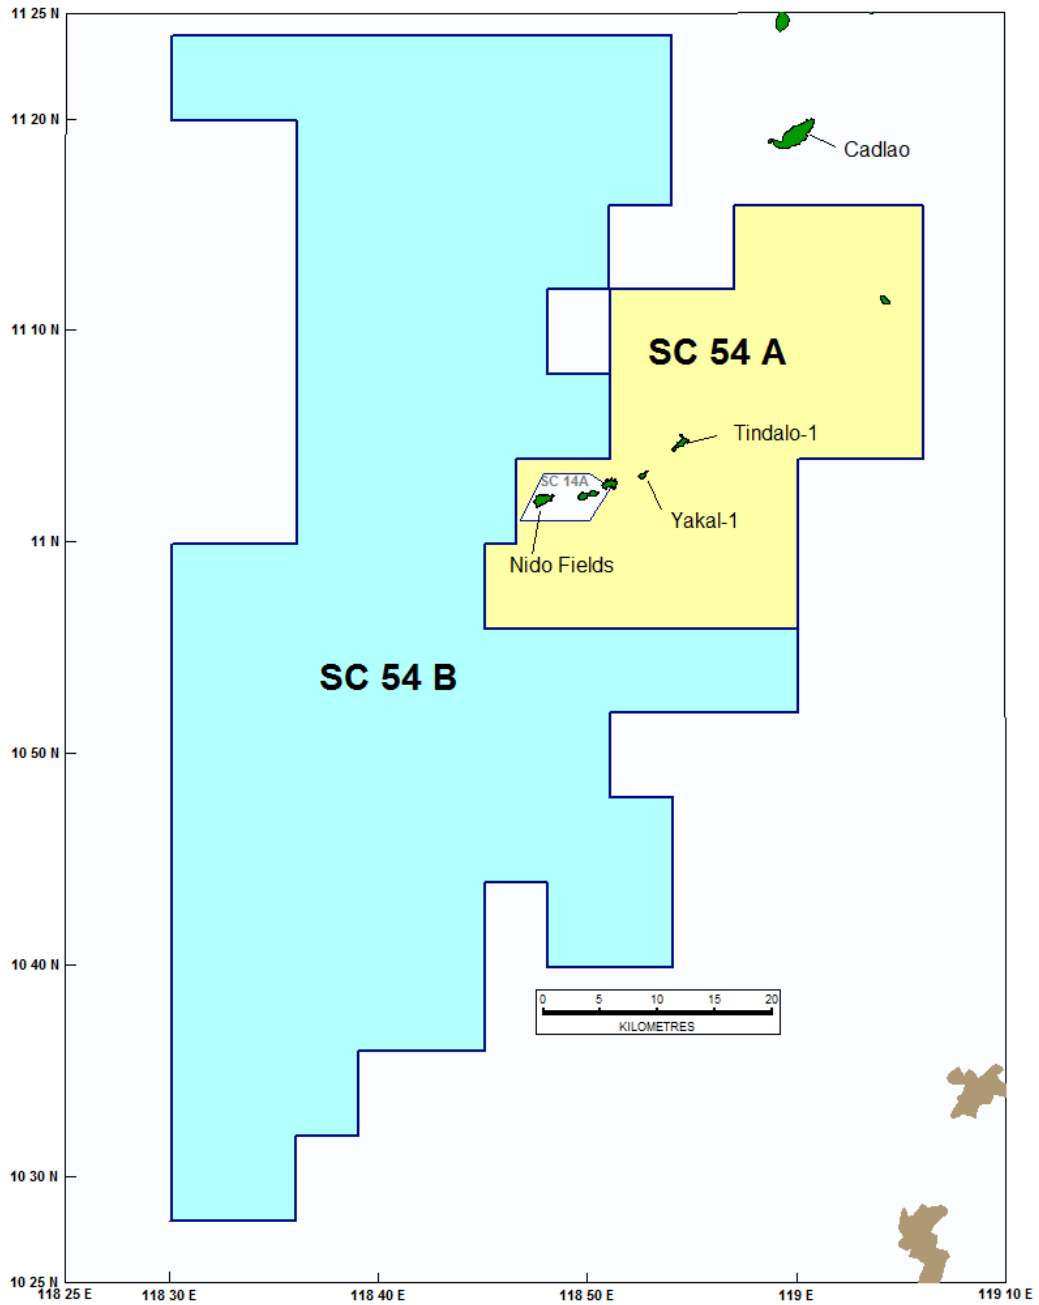 11 25 N
11 20 N
Cadlao
11 10 N
SC 54 A
Tindalo-1
SC 14A
Yakal-1
11 N
Nido Fields
SC 54 B
10 50 N
10 40 N
0 5 10 15 20
KILOMETRES
10 30 N
10 25 N
118 25 E 118 30 E 118 40 E 118 50 E 119 E 119 10 E